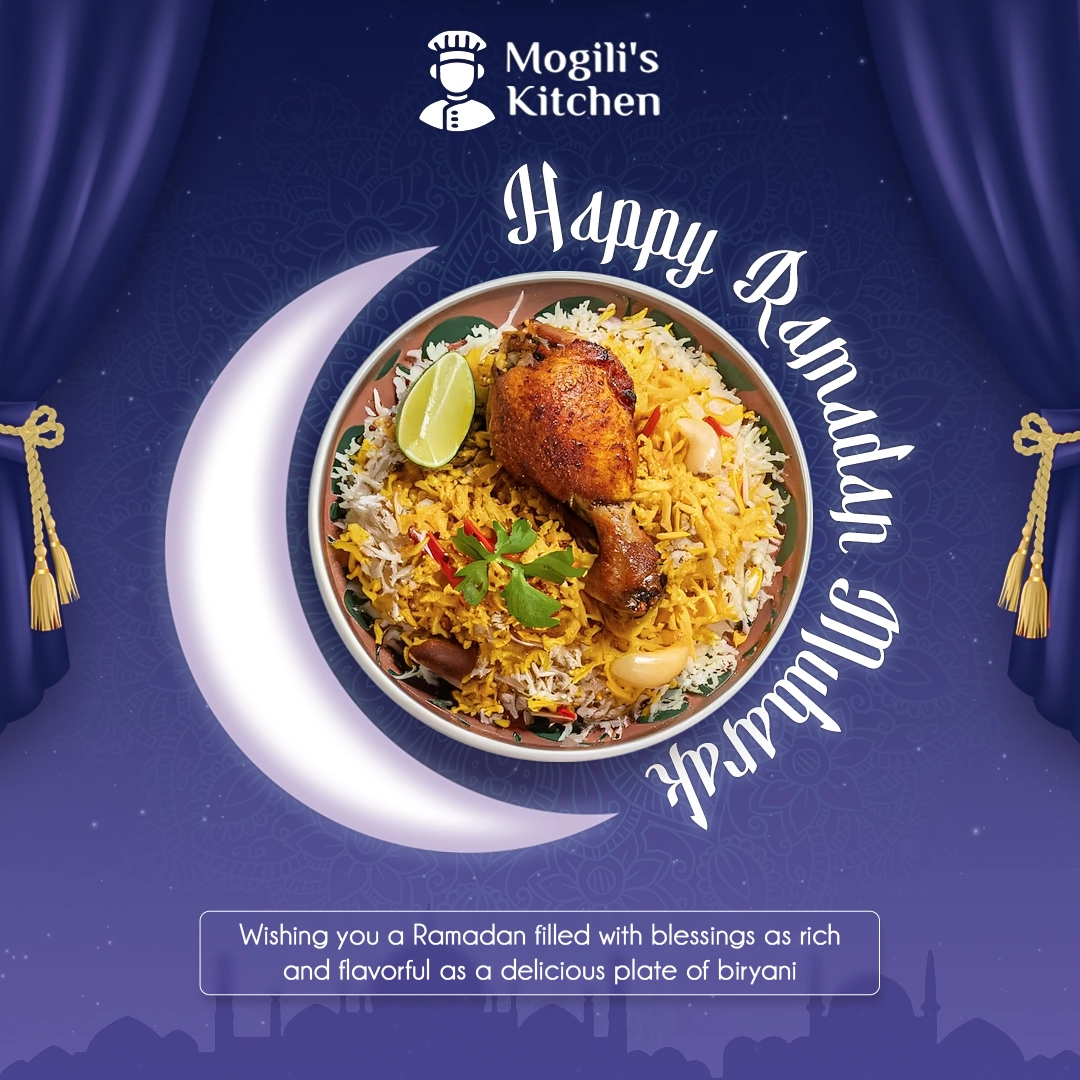 Mogili's
Kitchen
Happy Ramadan Mubarak
Wishing you a Ramadan filled with blessings as rich
and flavorful as a delicious plate of biryani